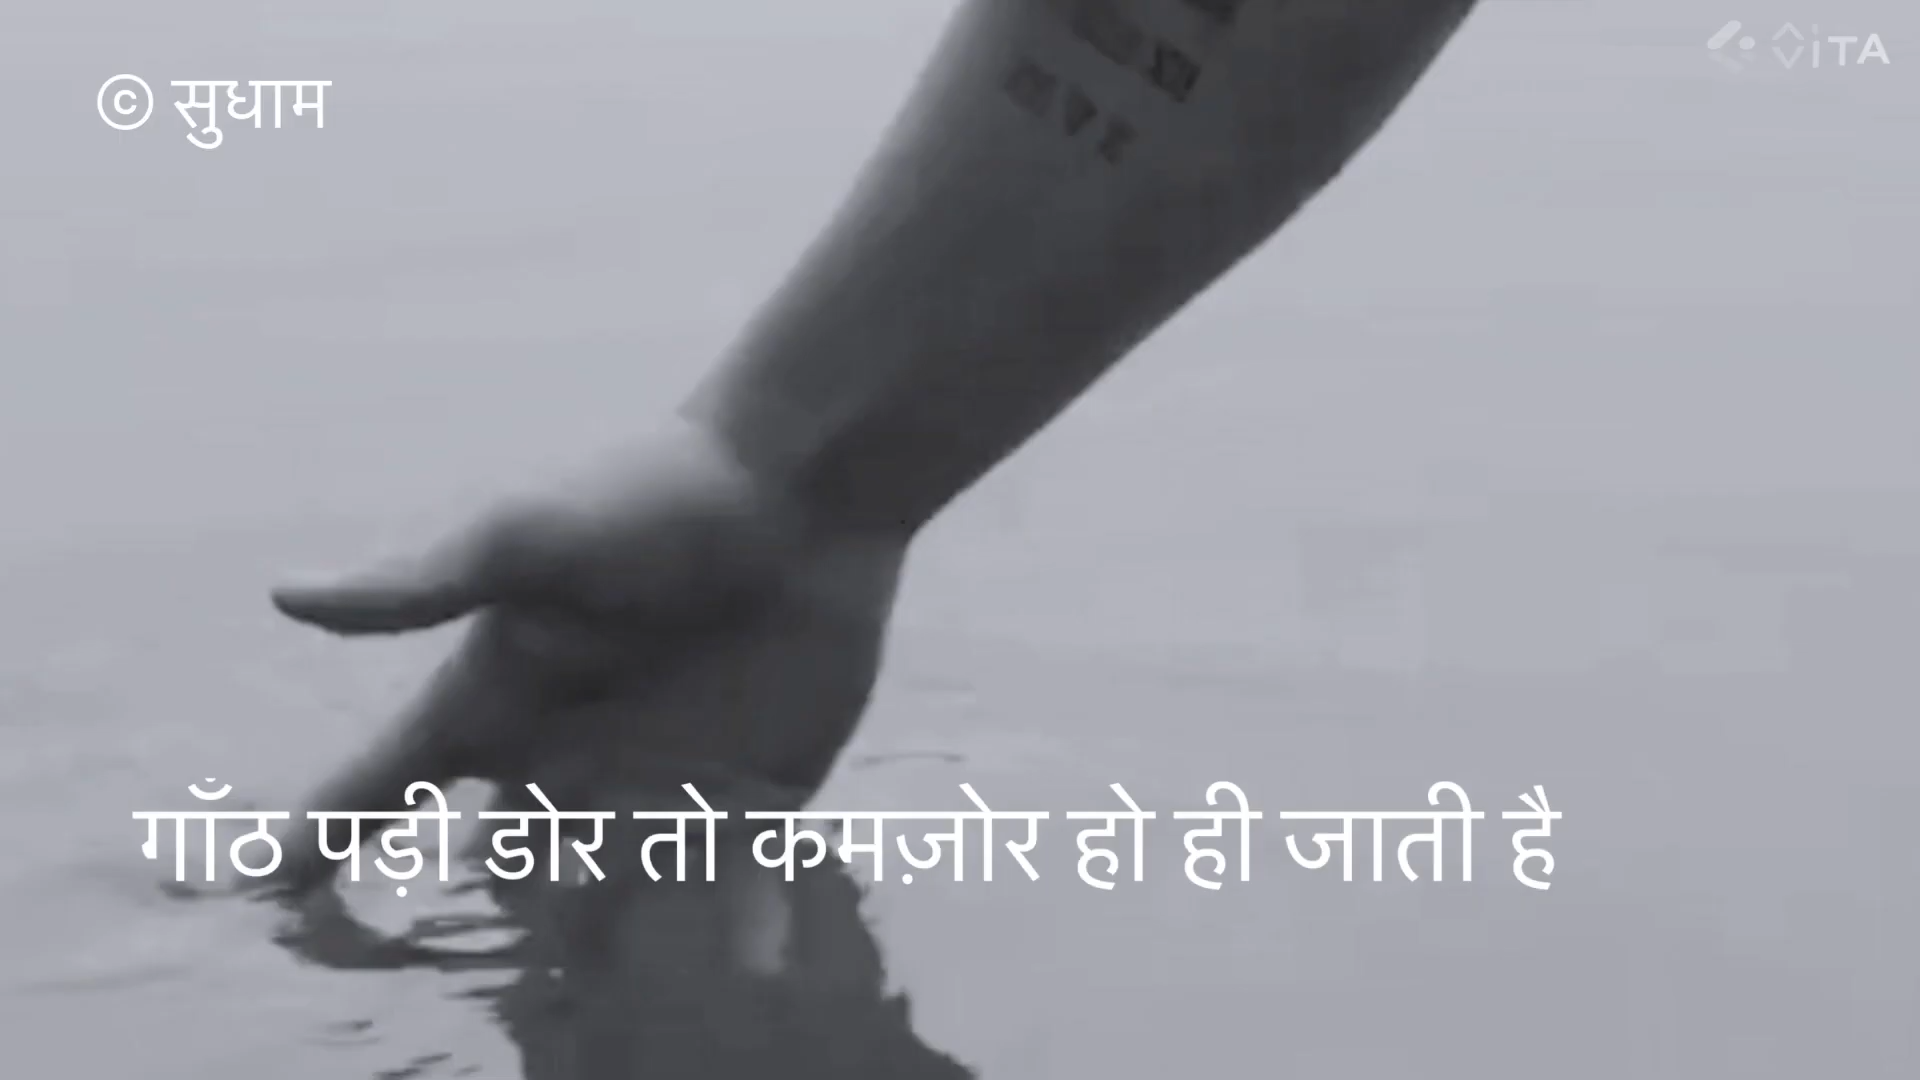 © सुधाम
VITA
गाँठ पड़ी डोर तो कमज़ोर हो ही जाती है